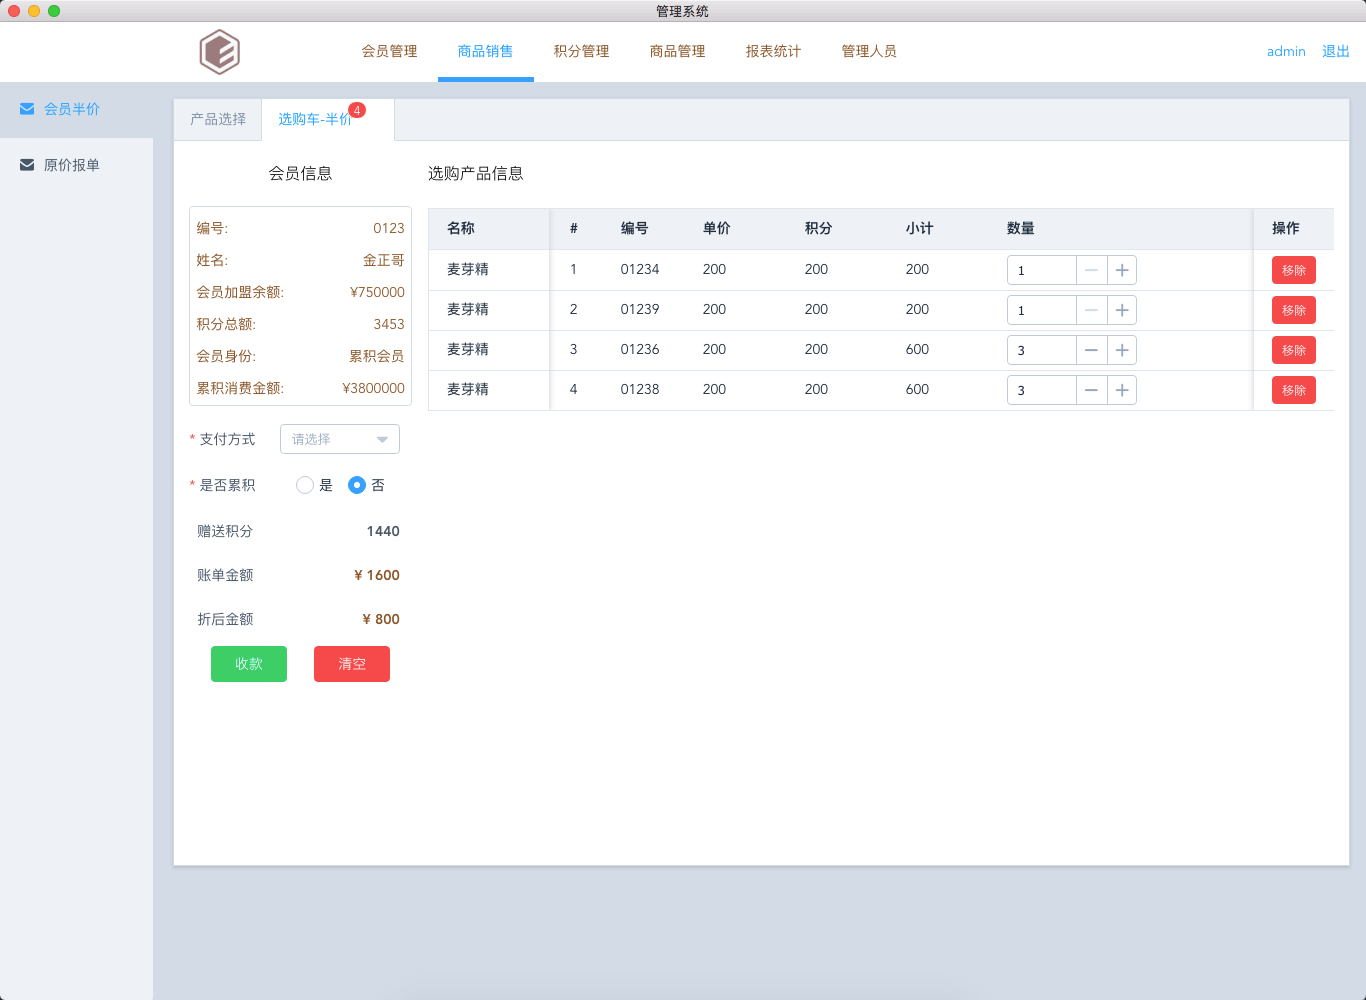 管理系统
会员管理 商品销售 积分管理 商品管理 报表统计 管理人员 admin 退出
会员半价
原价报单
产品选择 选购车-半价 4
会员信息
编号: 0123
姓名: 金正哥
会员加盟余额: ¥750000
积分总额: 3453
会员身份: 累积会员
累积消费金额: ¥3800000
* 支付方式 请选择
* 是否累积 是 否
赠送积分 1440
账单金额 ¥ 1600
折后金额 ¥ 800
收款 清空
选购产品信息
名称 # 编号 单价 积分 小计 数量 操作
麦芽精 1 01234 200 200 200 1 移除
麦芽精 2 01239 200 200 200 1 移除
麦芽精 3 01236 200 200 600 3 移除
麦芽精 4 01238 200 200 600 3 移除